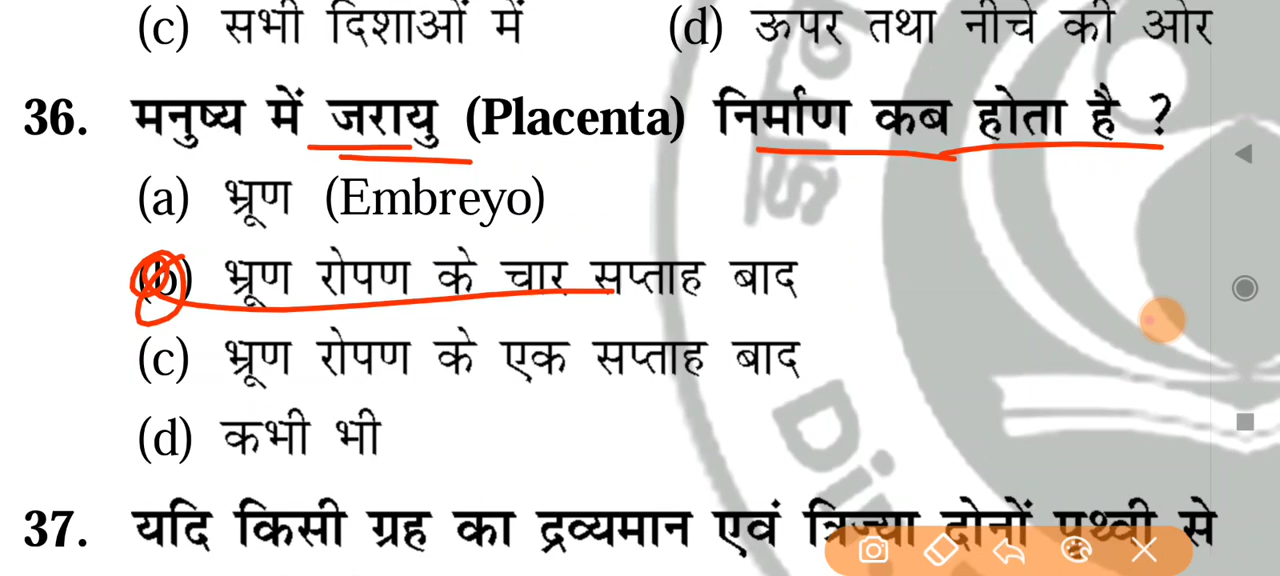 (c) सभी दिशाओं में (d) ऊपर तथा नीचे की ओर
36. मनुष्य में जरायु (Placenta) निर्माण कब होता है ?
(a) भ्रूण (Embreyo)
(b) भ्रूण रोपण के चार सप्ताह बाद
(c) भ्रूण रोपण के एक सप्ताह बाद
(d) कभी भी
37. यदि किसी ग्रह का द्रव्यमान एवं त्रिज्या दोनों पृथ्वी से